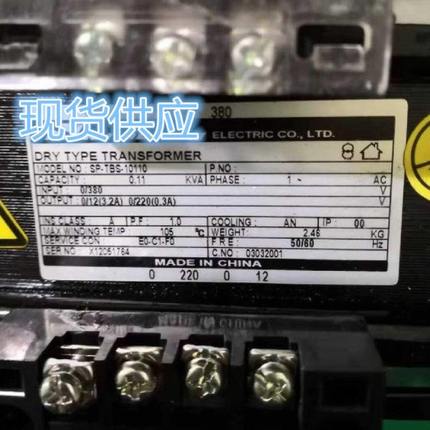 380
现货供应
ELECTRIC CO., LTD.
DRY TYPE TRANSFORMER
MODEL NO : SP-TBS-10110 P.NO :
CAPACITY : 0.11 KVA PHASE : 1 ~ AC
INPUT : 0/380 V
OUTPUT : 0/12(3.2A) 0/220(0.3A) V
INS CLASS : A P.F : 1.0 COOLING : AN IP : 00
MAX WINDING TEMP : 105 ℃ WEIGHT : 2.46 KG
SERVICE CON : E0-C1-F0 F R E : 50/60 Hz
SER NO : X12051764 C.NO : 03032001
MADE IN CHINA
0 220 0 12